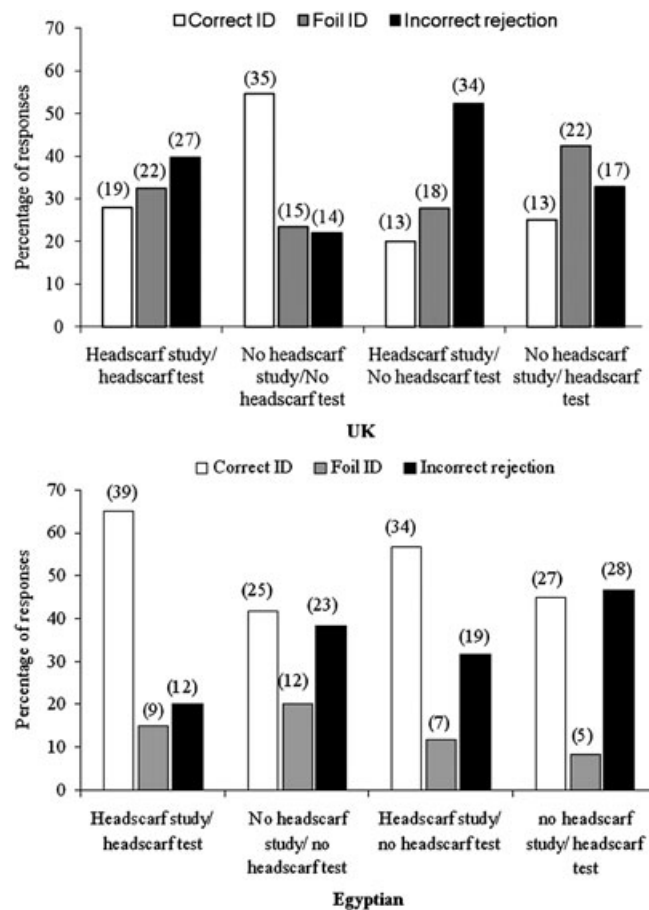 Correct ID Foil ID Incorrect rejection
Percentage of responses
70
60
50
40
30
20
10
0
(19) (22) (27) (35) (15) (14) (13) (18) (34) (13) (22) (17)
Headscarf study/ No headscarf Headscarf study/ No headscarf
headscarf test study/No No headscarf test study/ headscarf
headscarf test test
UK
Correct ID Foil ID Incorrect rejection
Percentage of responses
70
60
50
40
30
20
10
0
(39) (9) (12) (25) (12) (23) (34) (7) (19) (27) (5) (28)
Headscarf study/ No headscarf Headscarf study/ no headscarf
headscarf test study/ no no headscarf test study/ headscarf
headscarf test test
Egyptian